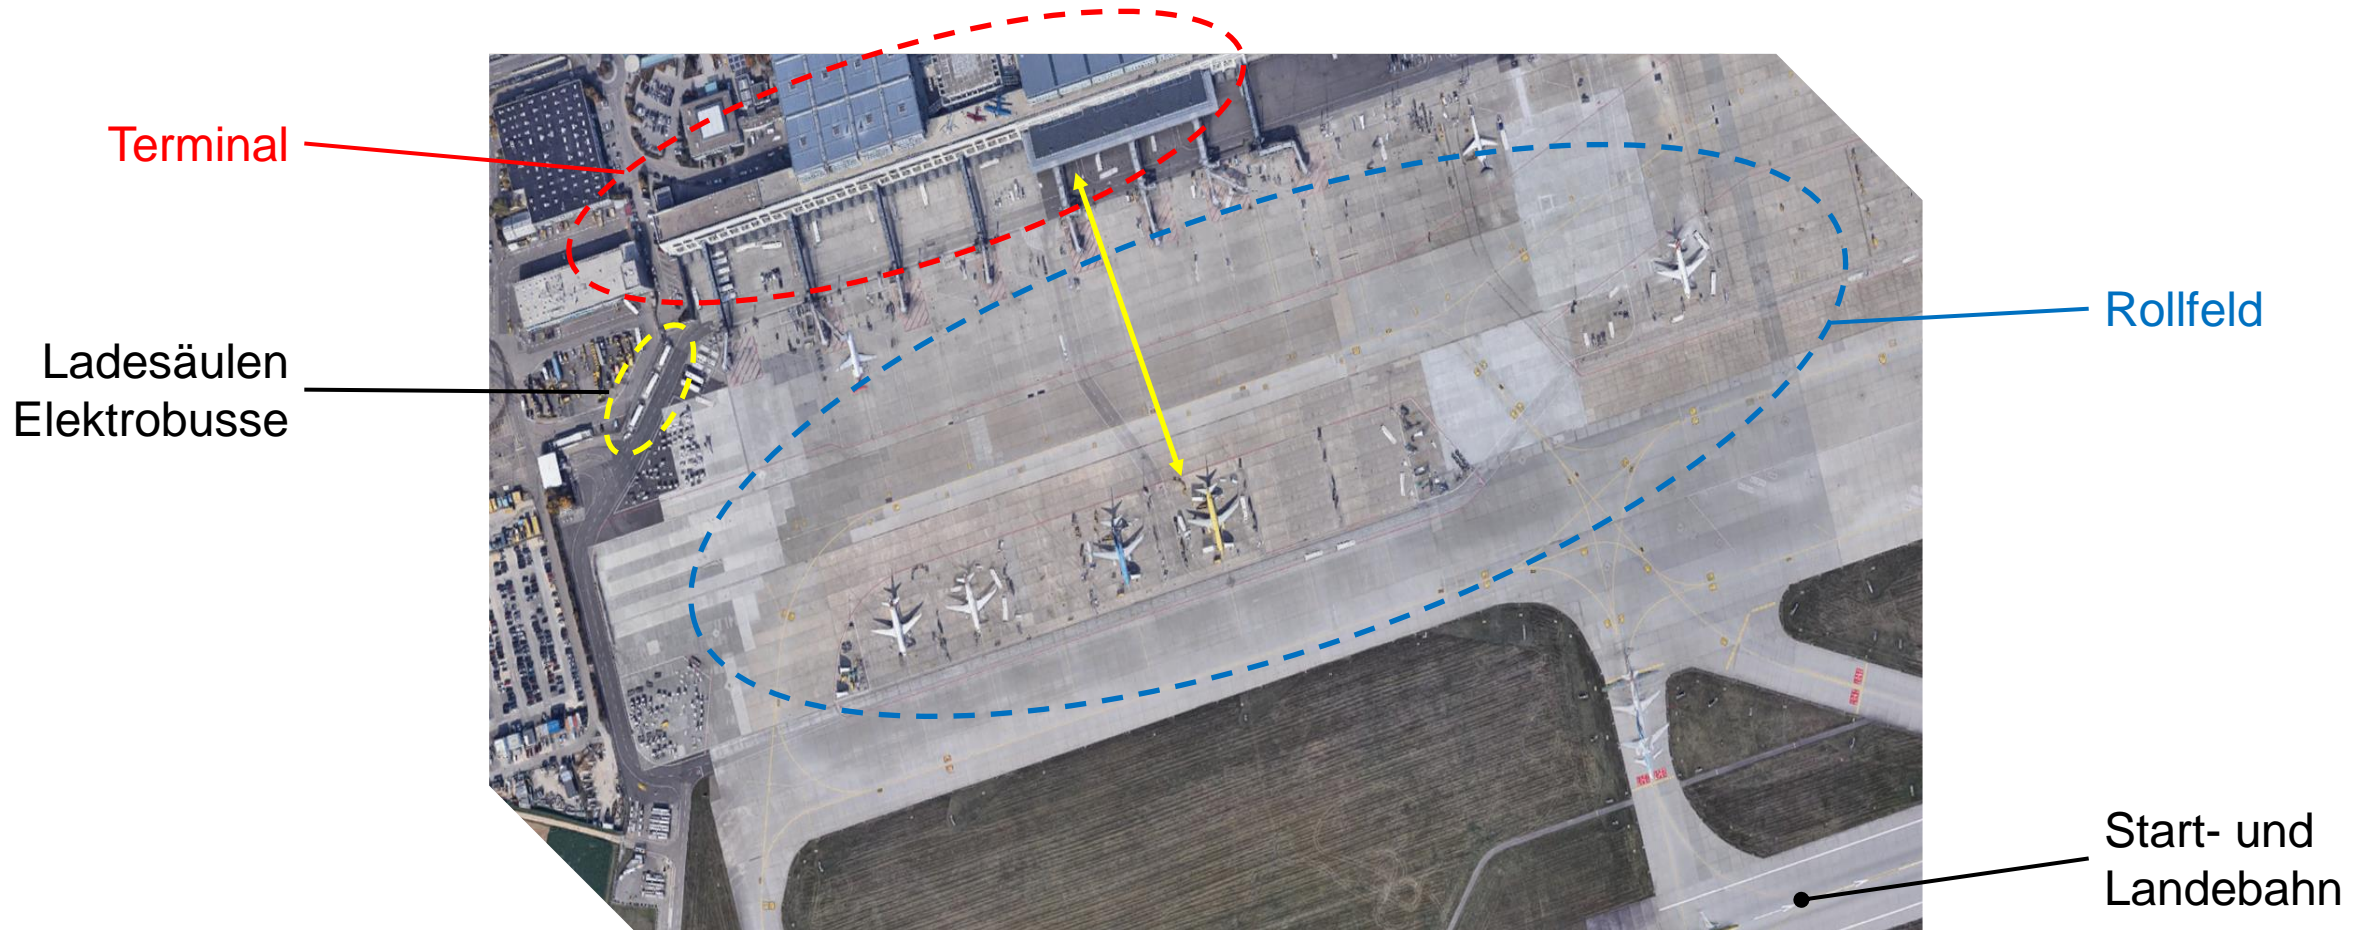 Terminal
Ladesäulen
Elektrobusse
Rollfeld
Start- und
Landebahn